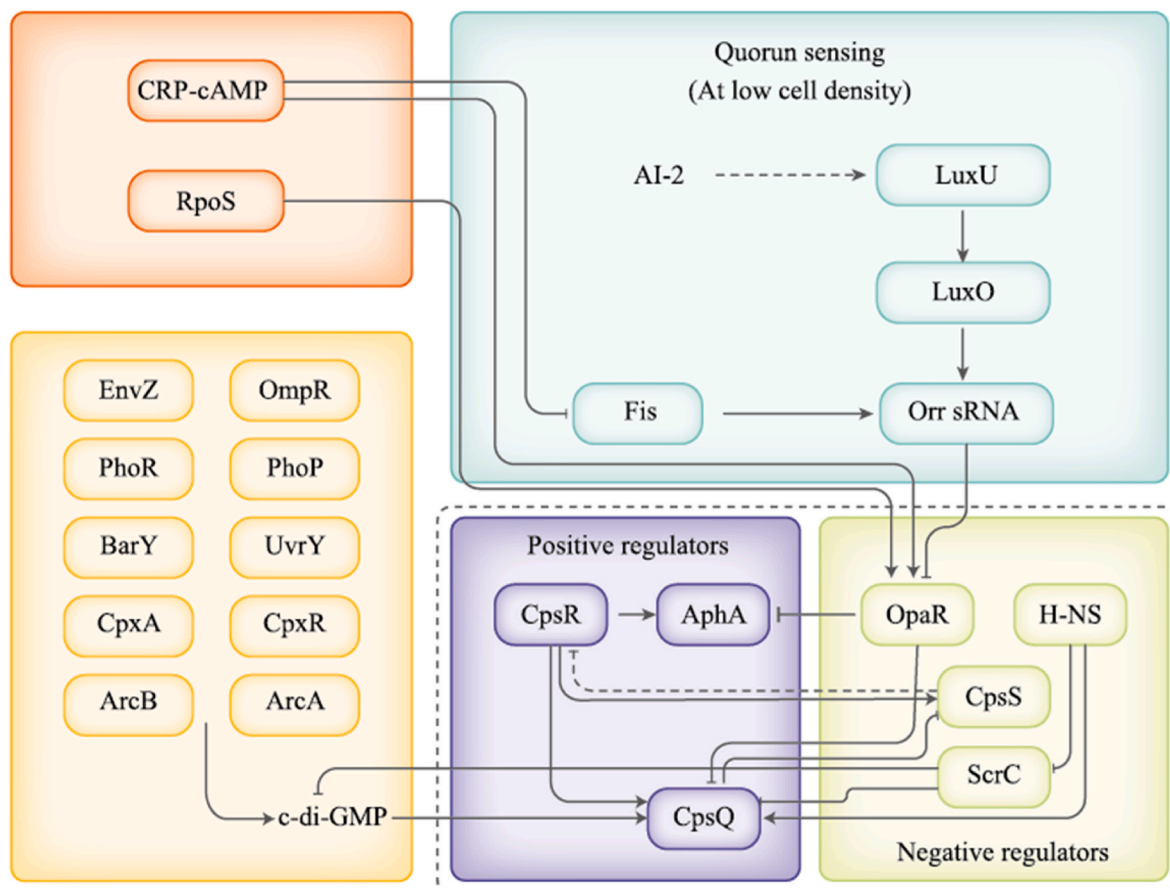 CRP-cAMP
RpoS
Quorun sensing
(At low cell density)
AI-2
LuxU
LuxO
Fis
Orr sRNA
EnvZ
OmpR
PhoR
PhoP
BarY
UvrY
CpxA
CpxR
ArcB
ArcA
c-di-GMP
Positive regulators
CpsR
AphA
CpsQ
OpaR
H-NS
CpsS
ScrC
Negative regulators